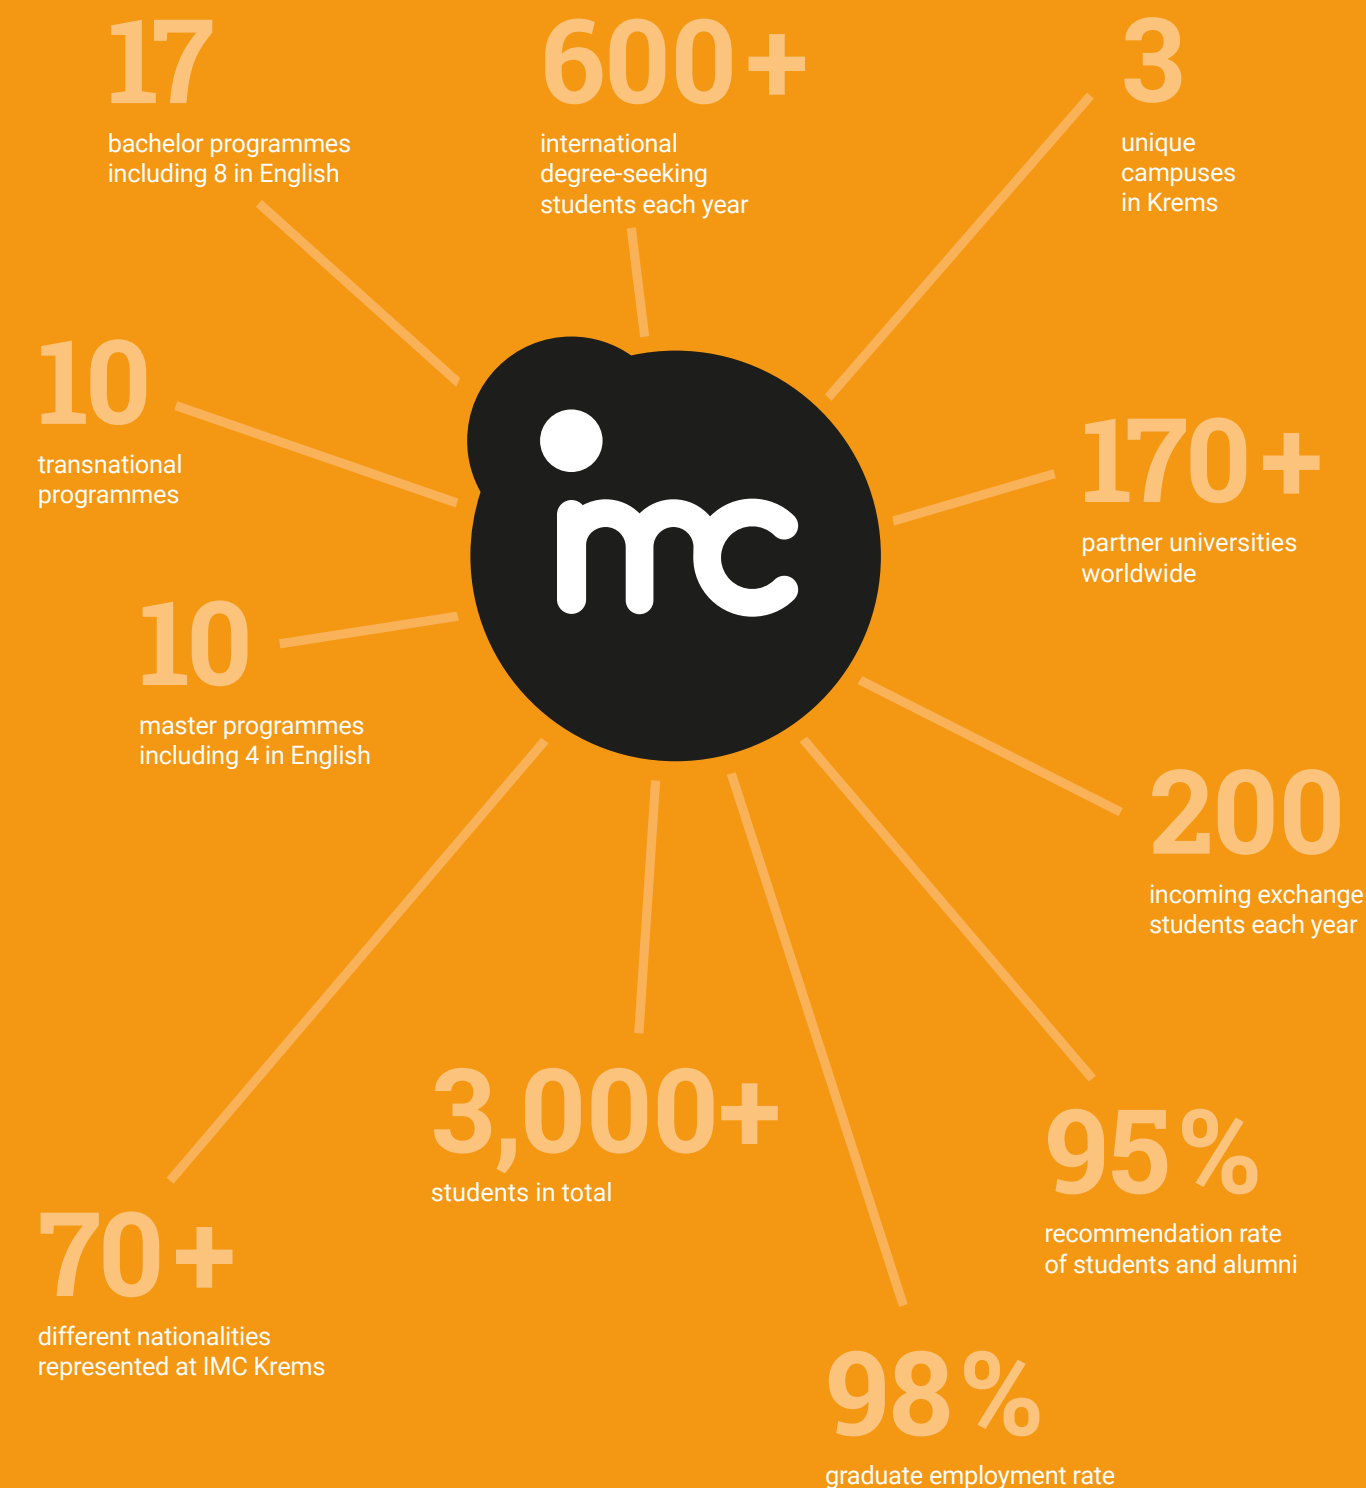 17
bachelor programmes
including 8 in English
600+
international
degree-seeking
students each year
3
unique
campuses
in Krems
10
transnational
programmes
imc
170+
partner universities
worldwide
10
master programmes
including 4 in English
200
incoming exchange
students each year
3,000+
students in total
95%
recommendation rate
of students and alumni
70+
different nationalities
represented at IMC Krems
98%
graduate employment rate